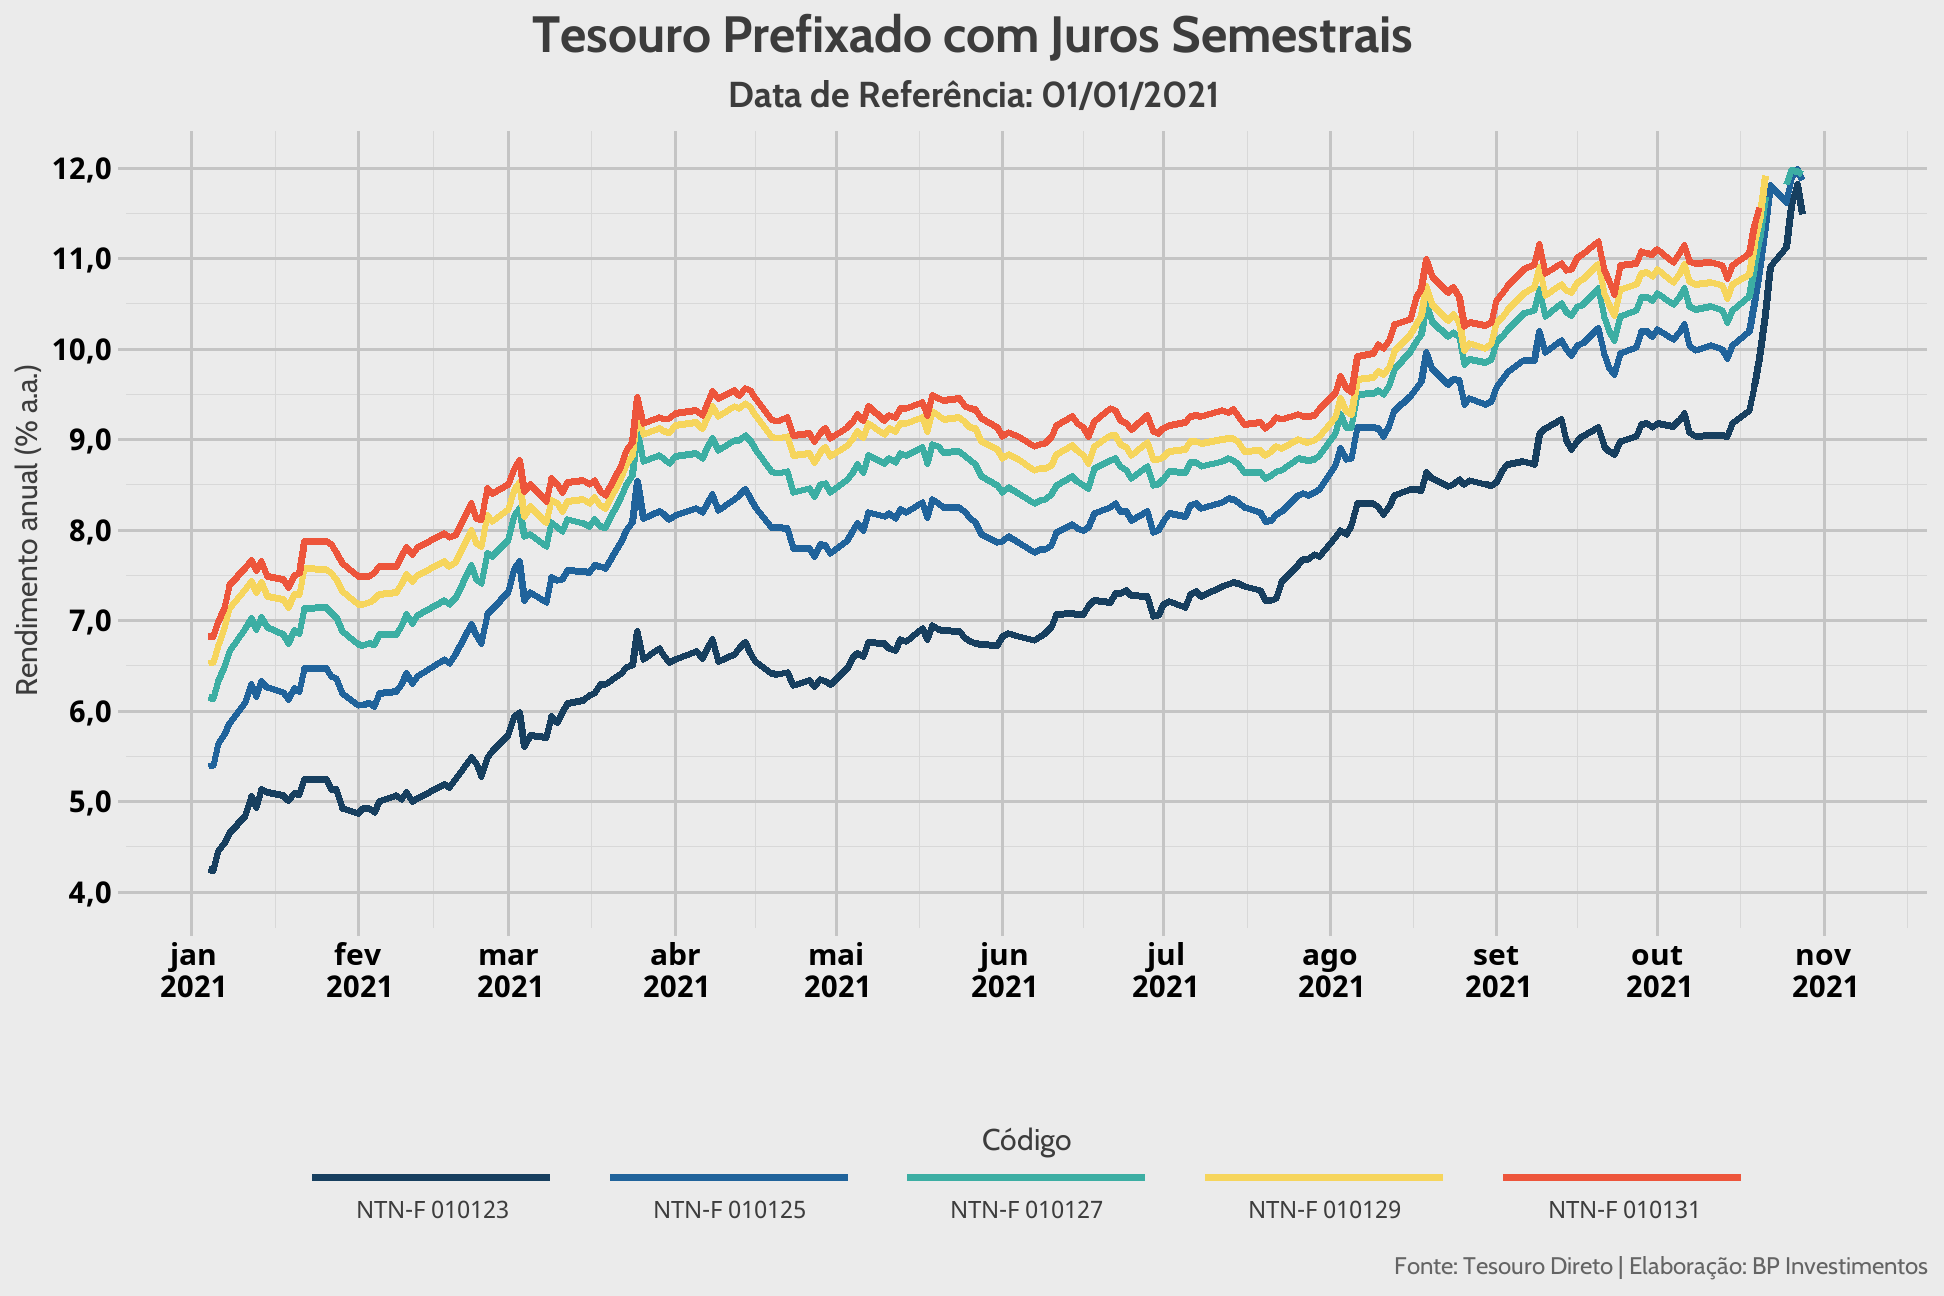 Tesouro Prefixado com Juros Semestrais
Data de Referência: 01/01/2021
Rendimento anual (% a.a.)
12,0
11,0
10,0
9,0
8,0
7,0
6,0
5,0
4,0
jan 2021
fev 2021
mar 2021
abr 2021
mai 2021
jun 2021
jul 2021
ago 2021
set 2021
out 2021
nov 2021
Código
NTN-F 010123
NTN-F 010125
NTN-F 010127
NTN-F 010129
NTN-F 010131
Fonte: Tesouro Direto | Elaboração: BP Investimentos